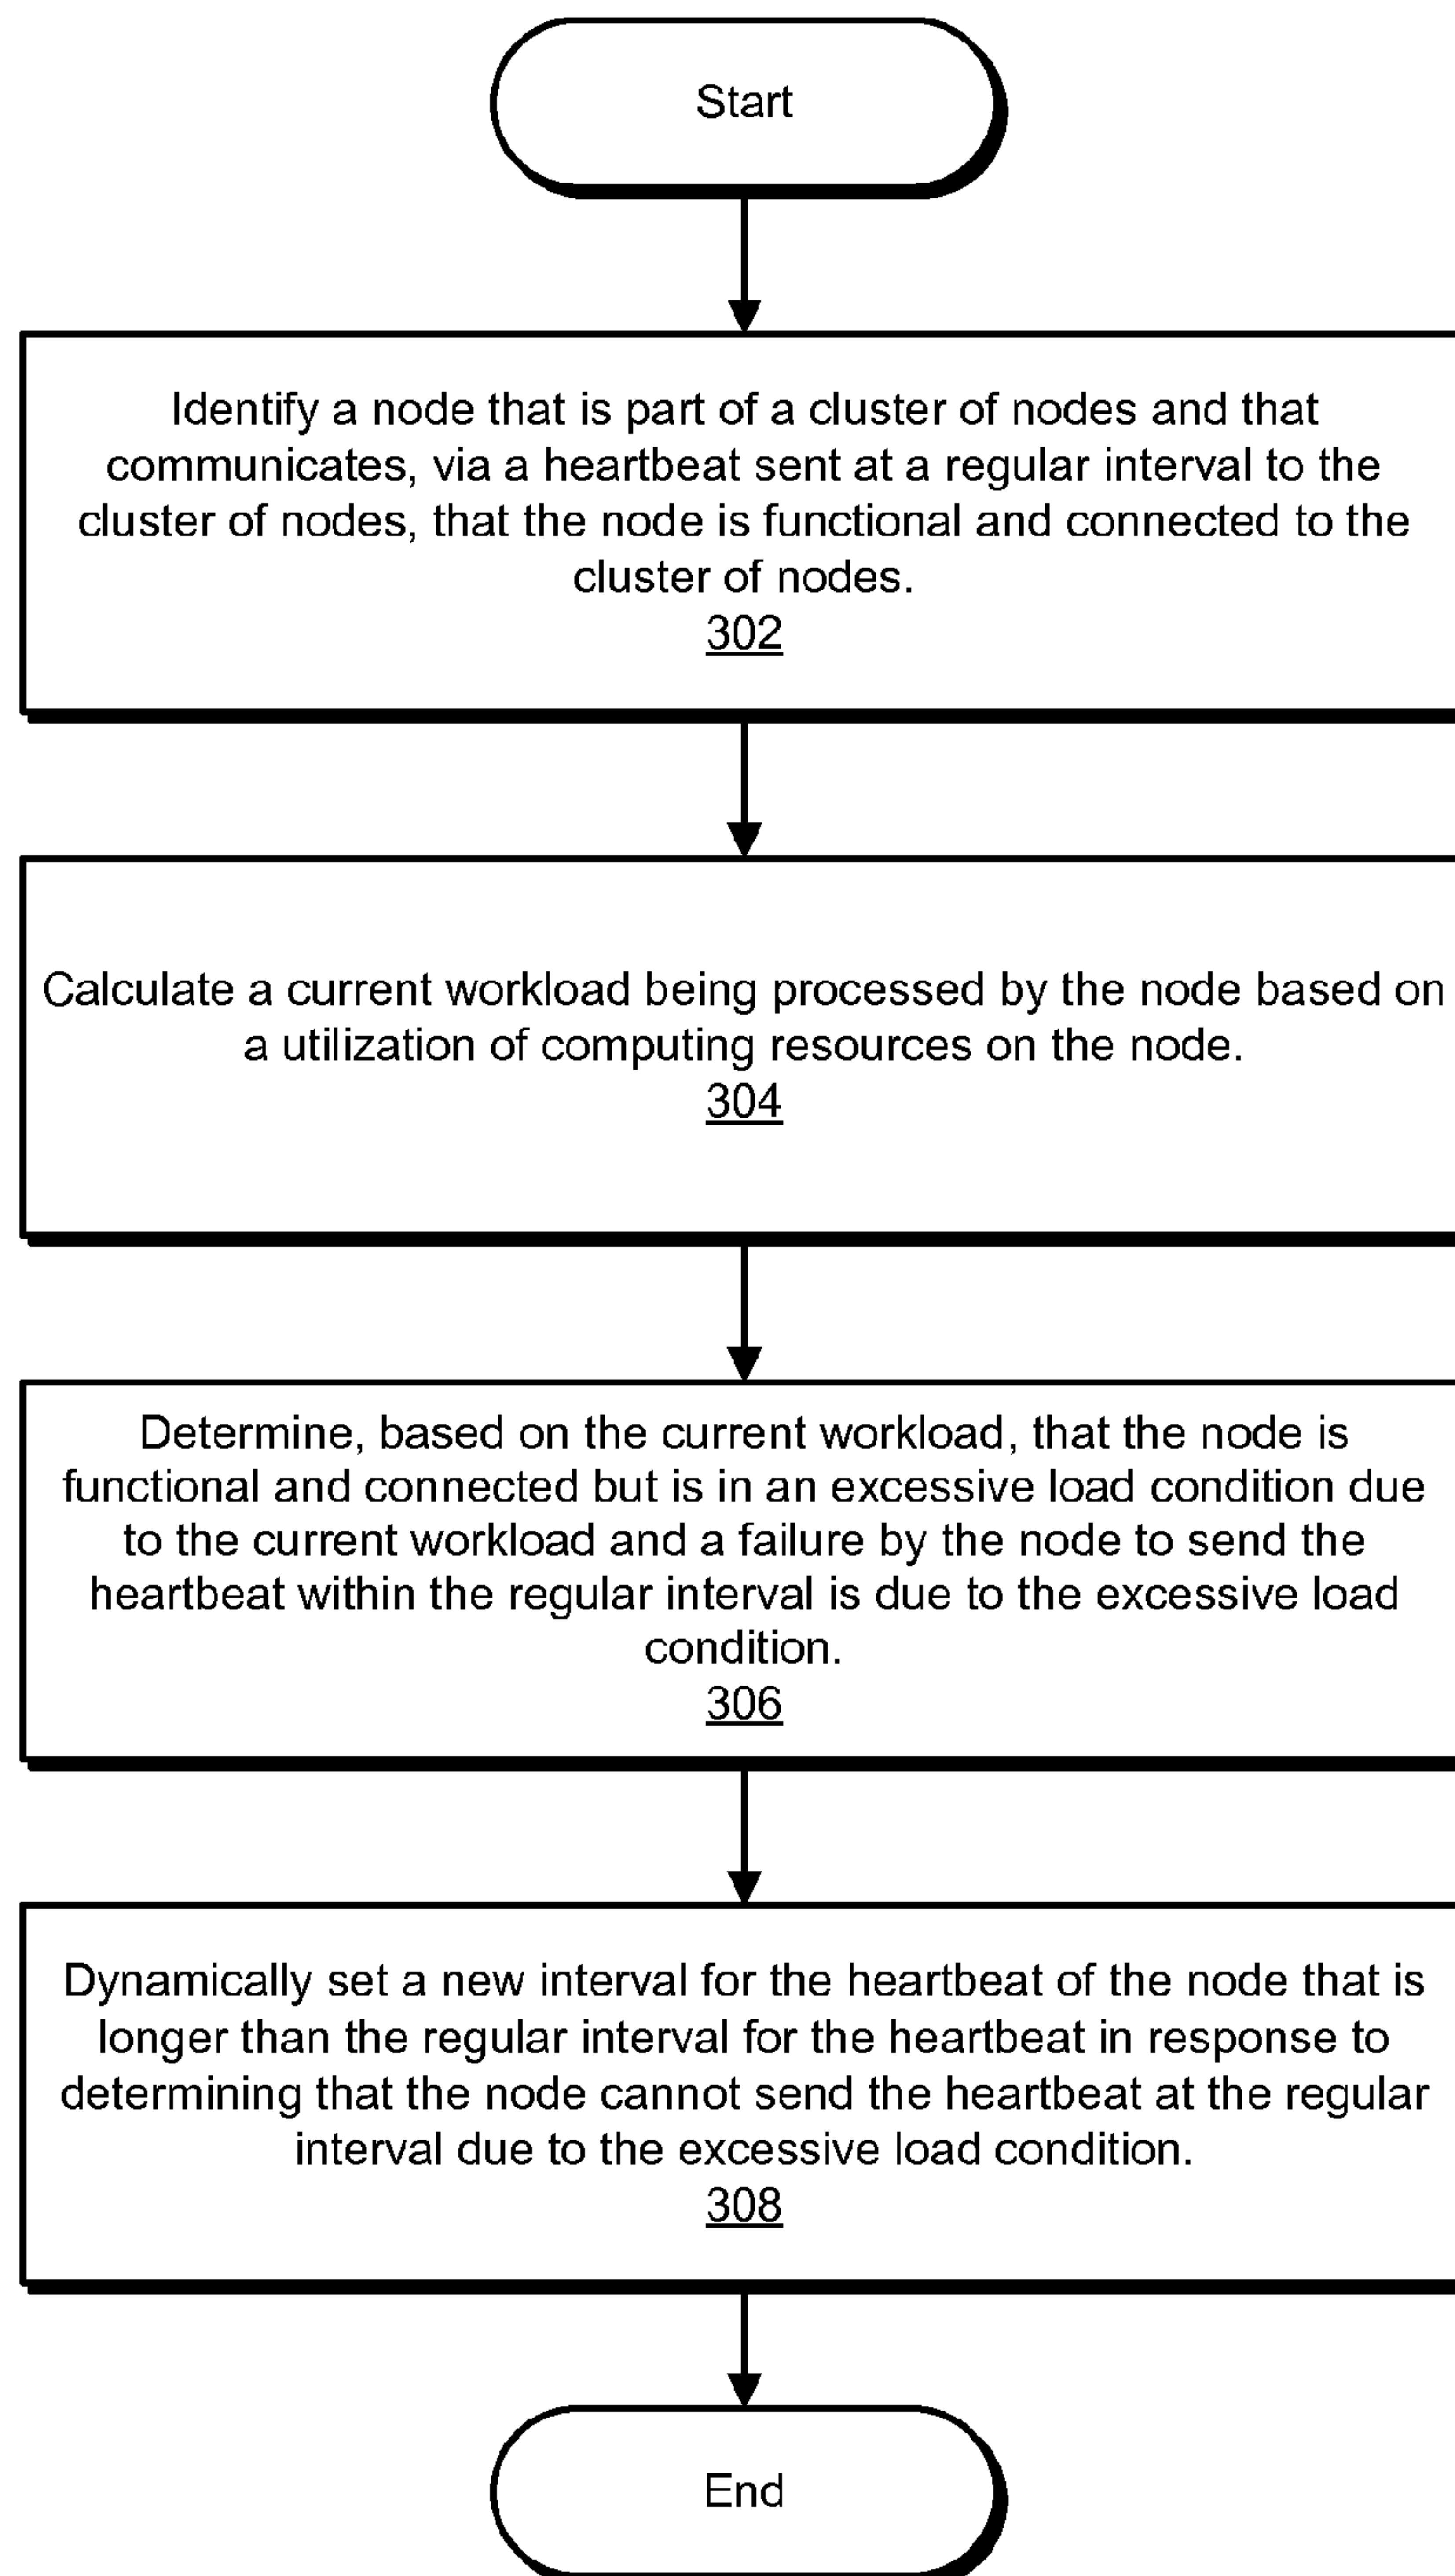 Start
Identify a node that is part of a cluster of nodes and that
communicates, via a heartbeat sent at a regular interval to the
cluster of nodes, that the node is functional and connected to the
cluster of nodes.
302
Calculate a current workload being processed by the node based on
a utilization of computing resources on the node.
304
Determine, based on the current workload, that the node is
functional and connected but is in an excessive load condition due
to the current workload and a failure by the node to send the
heartbeat within the regular interval is due to the excessive load
condition.
306
Dynamically set a new interval for the heartbeat of the node that is
longer than the regular interval for the heartbeat in response to
determining that the node cannot send the heartbeat at the regular
interval due to the excessive load condition.
308
End